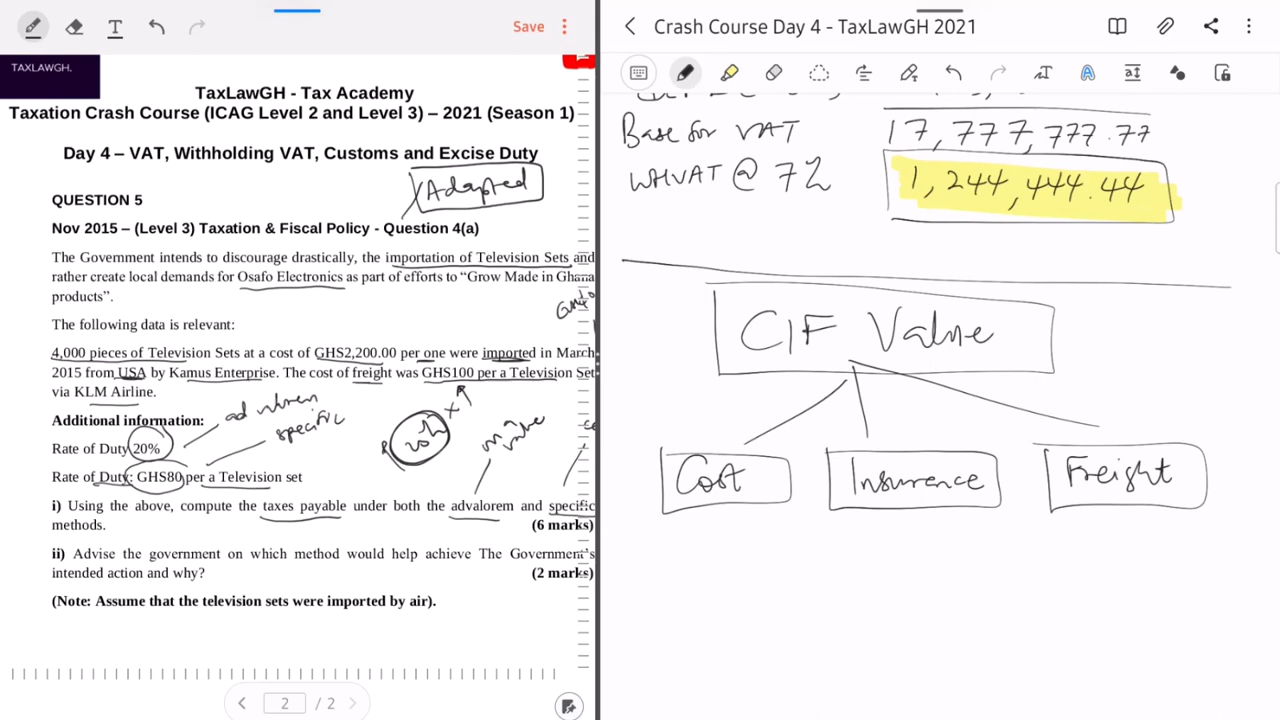 Save
TAXLAWGH.
TaxLawGH - Tax Academy
Taxation Crash Course (ICAG Level 2 and Level 3) – 2021 (Season 1)
Day 4 – VAT, Withholding VAT, Customs and Excise Duty
Adapted
QUESTION 5
Nov 2015 – (Level 3) Taxation & Fiscal Policy - Question 4(a)
The Government intends to discourage drastically, the importation of Television Sets and
rather create local demands for Osafo Electronics as part of efforts to “Grow Made in Ghana
products”.
The following data is relevant:
4,000 pieces of Television Sets at a cost of GHS2,200.00 per one were imported in March
2015 from USA by Kamus Enterprise. The cost of freight was GHS100 per a Television Set
via KLM Airline.
Additional information:
ad valorem
specific
Rate of Duty 20%
Rate of Duty: GHS80 per a Television set
i) Using the above, compute the taxes payable under both the advalorem and specific
methods. (6 marks)
ii) Advise the government on which method would help achieve The Government’s
intended action and why? (2 marks)
(Note: Assume that the television sets were imported by air).
2 / 2
Crash Course Day 4 - TaxLawGH 2021
Base for VAT 17,777,777.77
WHVAT @ 7% 1,244,444.44
CIF Value
Cost Insurance Freight